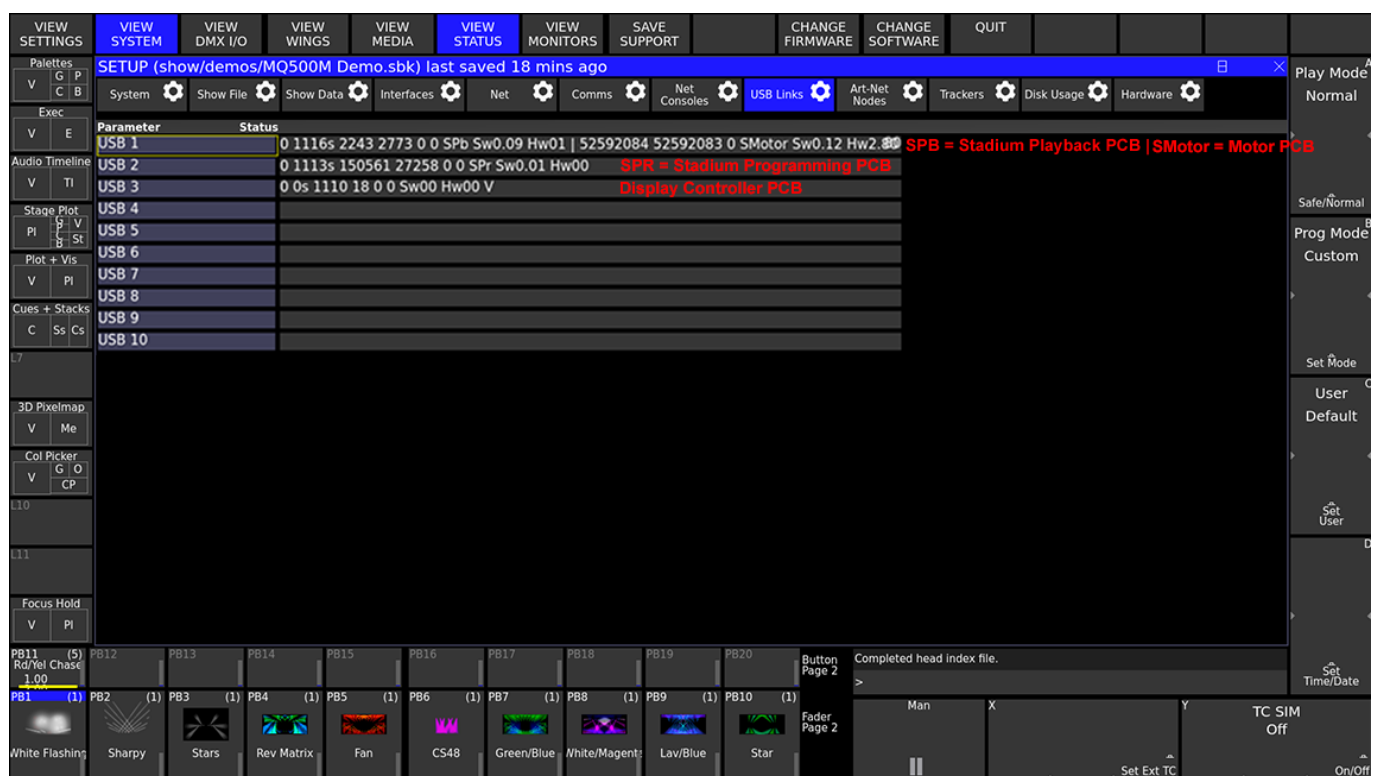 VIEW SETTINGS
VIEW SYSTEM
VIEW DMX I/O
VIEW WINGS
VIEW MEDIA
VIEW STATUS
VIEW MONITORS
SAVE SUPPORT
CHANGE FIRMWARE
CHANGE SOFTWARE
QUIT
SETUP (show/demos/MQ500M Demo.sbk) last saved 18 mins ago
System
Show File
Show Data
Interfaces
Net
Comms
Net Consoles
USB Links
Art-Net Nodes
Trackers
Disk Usage
Hardware
Parameter Status
USB 1 0 1116s 2243 2773 0 0 SPb Sw0.09 Hw01 | 52592084 52592083 0 SMotor Sw0.12 Hw2. SPB = Stadium Playback PCB | SMotor = Motor PCB
USB 2 0 1113s 150561 27258 0 0 SPr Sw0.01 Hw00 SPR = Stadium Programming PCB
USB 3 0 0s 1110 18 0 0 Sw00 Hw00 V Display Controller PCB
USB 4
USB 5
USB 6
USB 7
USB 8
USB 9
USB 10
Palettes
V G P C B
Exec
V E
Audio Timeline
V TI
Stage Plot
PI V St
Plot + Vis
V PI
Cues + Stacks
C Ss Cs
L7
3D Pixelmap
V Me
Col Picker
V G O CP
L10
L11
Focus Hold
V PI
A
Play Mode
Normal
Safe/Normal
B
Prog Mode
Custom
Set Mode
C
User
Default
Set User
D
Set Time/Date
PB11 (5)
Rd/Yel Chase
1.00
PB12
PB13
PB14
PB15
PB16
PB17
PB18
PB19
PB20
Button Page 2
Completed head index file.
>
PB1 (1)
White Flashing
PB2 (1)
Sharpy
PB3 (1)
Stars
PB4 (1)
Rev Matrix
PB5 (1)
Fan
PB6 (1)
CS48
PB7 (1)
Green/Blue
PB8 (1)
White/Magenta
PB9 (1)
Lav/Blue
PB10 (1)
Star
Fader Page 2
Man
X
Set Ext TC
Y
TC SIM
Off
On/Off